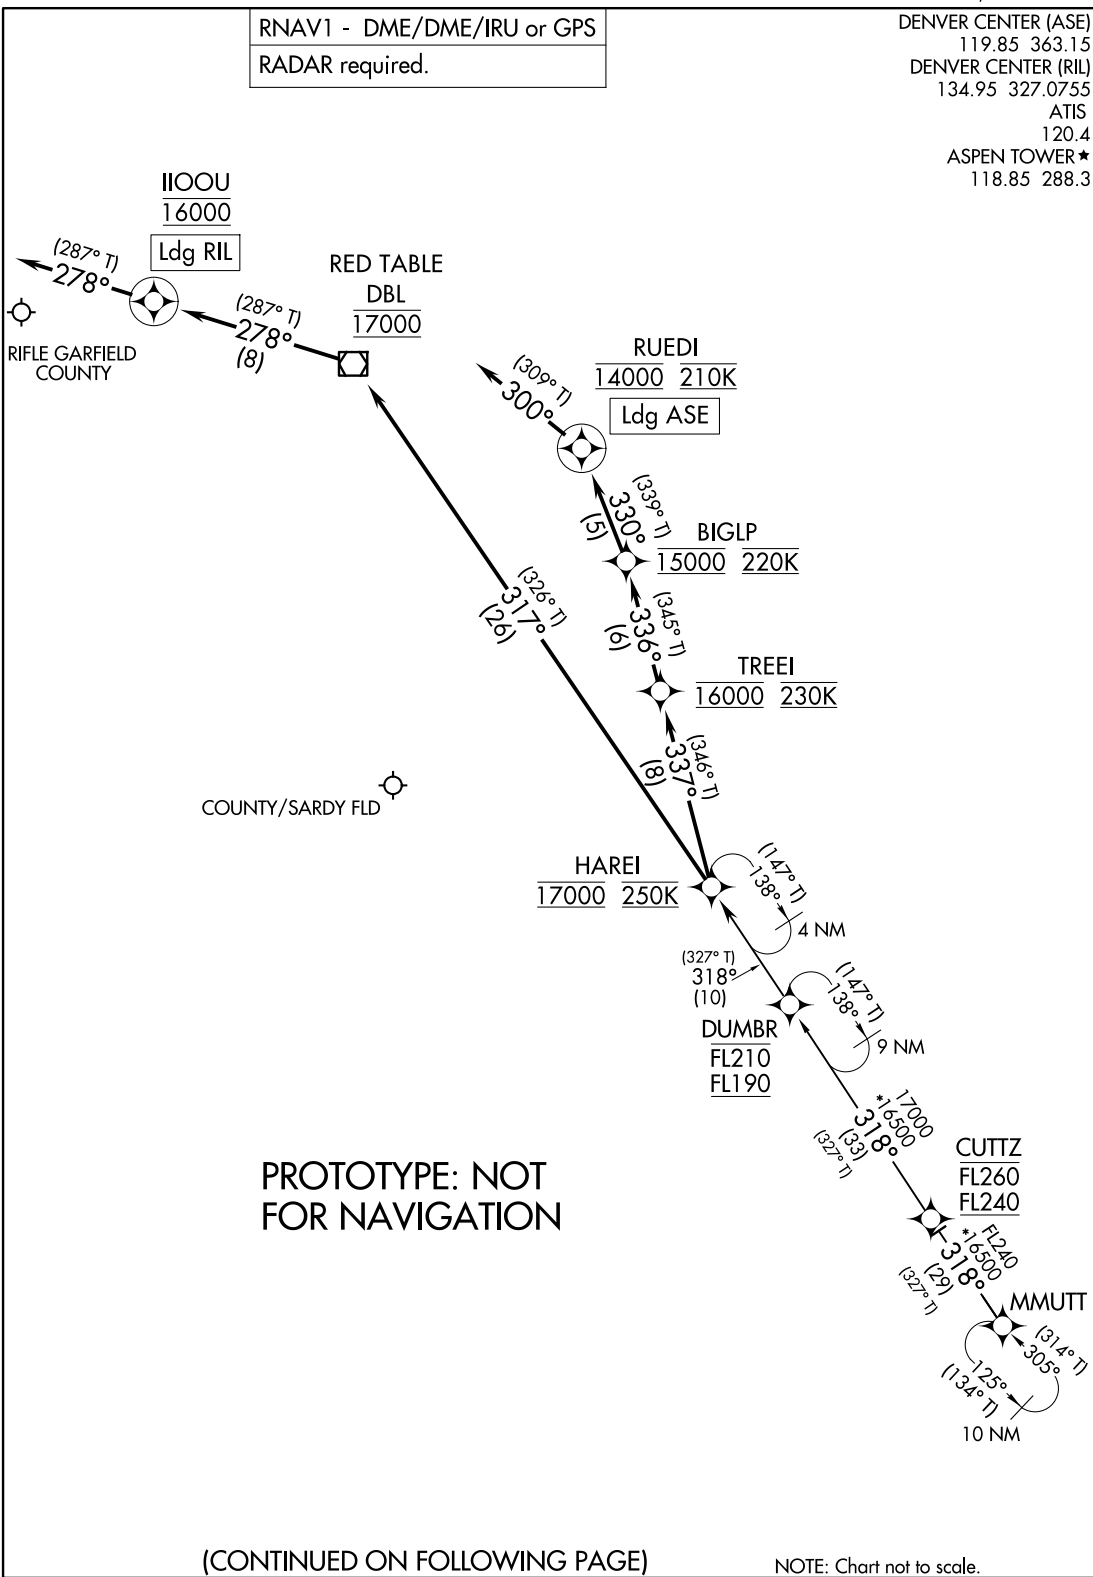 RNAV1 - DME/DME/IRU or GPS
RADAR required.
DENVER CENTER (ASE)
119.85 363.15
DENVER CENTER (RIL)
134.95 327.0755
ATIS
120.4
ASPEN TOWER★
118.85 288.3
IIOOU
16000
Ldg RIL
(287° T)
278°
RIFLE GARFIELD
COUNTY
(287° T)
278°
(8)
RED TABLE
DBL
17000
RUEDI
14000 210K
Ldg ASE
(309° T)
300°
(339° T)
330°
(5)
BIGLP
15000 220K
(326° T)
317°
(26)
(345° T)
336°
(6)
TREEI
16000 230K
(346° T)
337°
(8)
COUNTY/SARDY FLD
HAREI
17000 250K
(147° T)
138°
4 NM
(327° T)
318°
(10)
DUMBR
FL210
FL190
(147° T)
138°
9 NM
17000
*16500
318°
(33)
(327° T)
CUTTZ
FL260
FL240
FL240
*16500
318°
(29)
(327° T)
MMUTT
(314° T)
305°
125°
(134° T)
10 NM
PROTOTYPE: NOT
FOR NAVIGATION
(CONTINUED ON FOLLOWING PAGE)
NOTE: Chart not to scale.